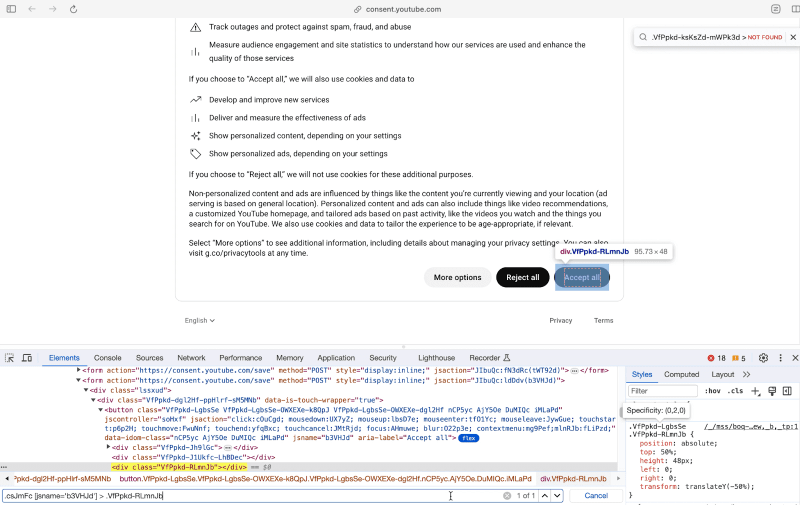 consent.youtube.com
Track outages and protect against spam, fraud, and abuse
Measure audience engagement and site statistics to understand how our services are used and enhance the
quality of those services
.VfPpkd-ksKsZd-mWPk3d > NOT FOUND
If you choose to "Accept all," we will also use cookies and data to
Develop and improve new services
Deliver and measure the effectiveness of ads
Show personalized content, depending on your settings
Show personalized ads, depending on your settings
If you choose to "Reject all," we will not use cookies for these additional purposes.
Non-personalized content and ads are influenced by things like the content you're currently viewing and your location (ad
serving is based on general location). Personalized content and ads can also include things like video recommendations,
a customized YouTube homepage, and tailored ads based on past activity, like the videos you watch and the things you
search for on YouTube. We also use cookies and data to tailor the experience to be age-appropriate, if relevant.
Select "More options" to see additional information, including details about managing your privacy settings. You can also
visit g.co/privacytools at any time.
div.VfPpkd-RLmnJb 95.73 × 48
More options Reject all Accept all
English Privacy Terms
Elements Console Sources Network Performance Memory Application Security Lighthouse Recorder 18 5
<form action="https://consent.youtube.com/save" method="POST" style="display:inline;" jsaction="JIbuQc:fN3dRc(tWT92d)"> … </form>
<form action="https://consent.youtube.com/save" method="POST" style="display:inline;" jsaction="JIbuQc:ldDdv(b3VHJd)">
<div class="lssxud">
<div class="VfPpkd-dgl2Hf-ppHlrf-sM5MNb" data-is-touch-wrapper="true">
<button class="VfPpkd-LgbsSe VfPpkd-LgbsSe-OWXEXe-k8QpJ VfPpkd-LgbsSe-OWXEXe-dgl2Hf nCP5yc AjY5Oe DuMIQc iMLaPd"
jscontroller="soHxf" jsaction="click:cOuCgd; mousedown:UX7yZ; mouseup:lbsD7e; mouseenter:tfO1Yc; mouseleave:JywGue; touchstar
t:p6p2H; touchmove:FwuNnf; touchend:yfqBxc; touchcancel:JMtRjd; focus:AHmuwe; blur:O22p3e; contextmenu:mg9Pef;mlnRJb:fLiPzd;"
data-idom-class="nCP5yc AjY5Oe DuMIQc iMLaPd" jsname="b3VHJd" aria-label="Accept all"> flex
<div class="VfPpkd-Jh9lGc"> … </div>
<div class="VfPpkd-J1Ukfc-LhBDec"></div>
<div class="VfPpkd-RLmnJb"></div> == $0
Styles Computed Layout
Filter :hov .cls
Specificity: (0,2,0)
.VfPpkd-LgbsSe /_/mss/boq-…ew,_b,_tp:1
.VfPpkd-RLmnJb {
position: absolute;
top: 50%;
height: 48px;
left: 0;
right: 0;
transform: translateY(-50%);
}
?pkd-dgl2Hf-ppHlrf-sM5MNb button.VfPpkd-LgbsSe.VfPpkd-LgbsSe-OWXEXe-k8QpJ.VfPpkd-LgbsSe-OWXEXe-dgl2Hf.nCP5yc.AjY5Oe.DuMIQc.iMLaPd div.VfPpkd-RLmnJb
.csJmFc [jsname='b3VHJd'] > .VfPpkd-RLmnJb 1 of 1 Cancel